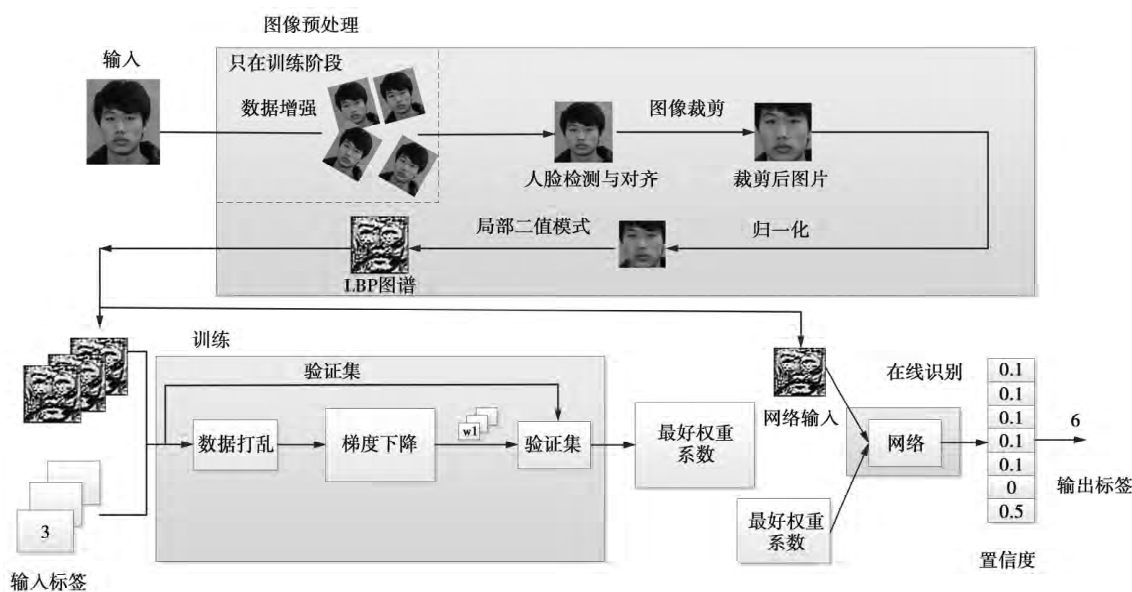 图像预处理
输入
只在训练阶段
数据增强
图像裁剪
人脸检测与对齐
裁剪后图片
局部二值模式
归一化
LBP图谱
训练
验证集
数据打乱
梯度下降
w1
验证集
最好权重
系数
3
输入标签
在线识别
网络输入
网络
最好权重
系数
0.1
0.1
0.1
0.1
0.1
0
0.5
6
输出标签
置信度